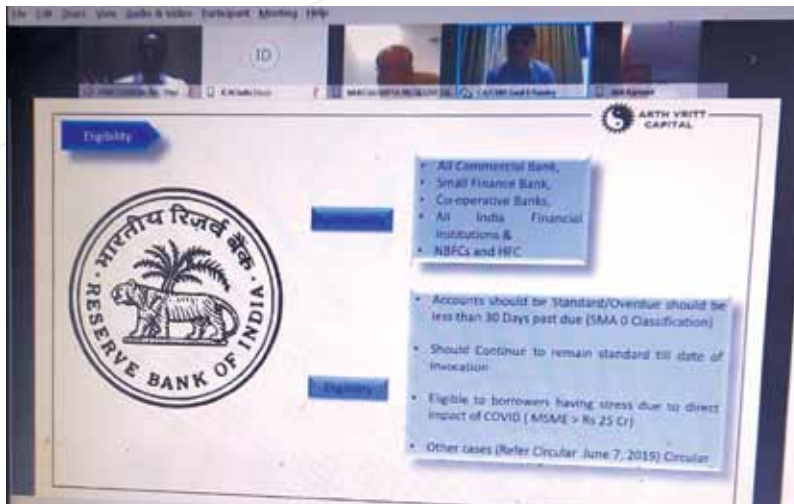 File Edit Share View Audio & Video Participant Meeting Help
ID
ARTH VRITT
CAPITAL
Eligibility
भारतीय रिज़र्व बैंक
RESERVE BANK OF INDIA
• All Commercial Bank,
• Small Finance Bank,
• Co-operative Banks,
• All India Financial
Institutions &
• NBFCs and HFC
Eligibility
• Accounts should be Standard/Overdue should be
less than 30 Days past due (SMA 0 Classification)
• Should Continue to remain standard till date of
Invocation
• Eligible to borrowers having stress due to direct
impact of COVID ( MSME > Rs 25 Cr)
• Other cases (Refer Circular June 7, 2019) Circular